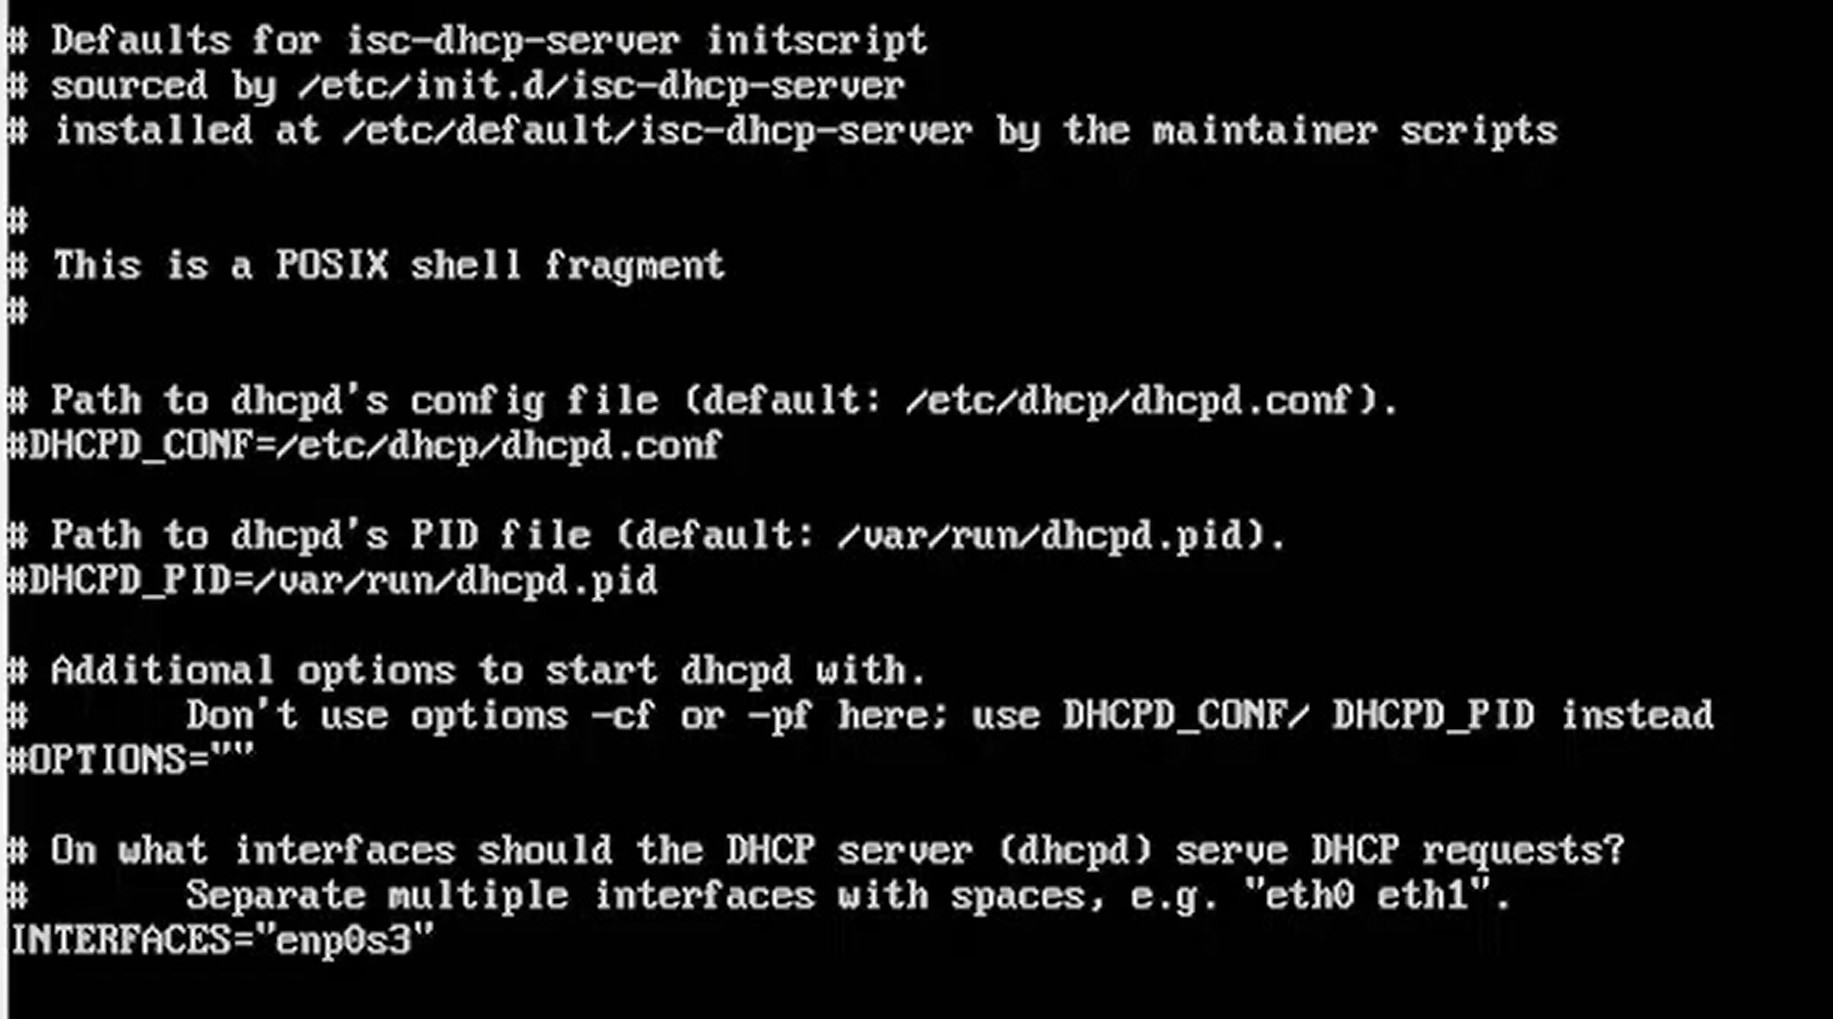 # Defaults for isc-dhcp-server initscript
# sourced by /etc/init.d/isc-dhcp-server
# installed at /etc/default/isc-dhcp-server by the maintainer scripts
#
# This is a POSIX shell fragment
#
# Path to dhcpd's config file (default: /etc/dhcp/dhcpd.conf).
#DHCPD_CONF=/etc/dhcp/dhcpd.conf
# Path to dhcpd's PID file (default: /var/run/dhcpd.pid).
#DHCPD_PID=/var/run/dhcpd.pid
# Additional options to start dhcpd with.
#       Don't use options -cf or -pf here; use DHCPD_CONF/ DHCPD_PID instead
#OPTIONS=""
# On what interfaces should the DHCP server (dhcpd) serve DHCP requests?
#       Separate multiple interfaces with spaces, e.g. "eth0 eth1".
INTERFACES="enp0s3"